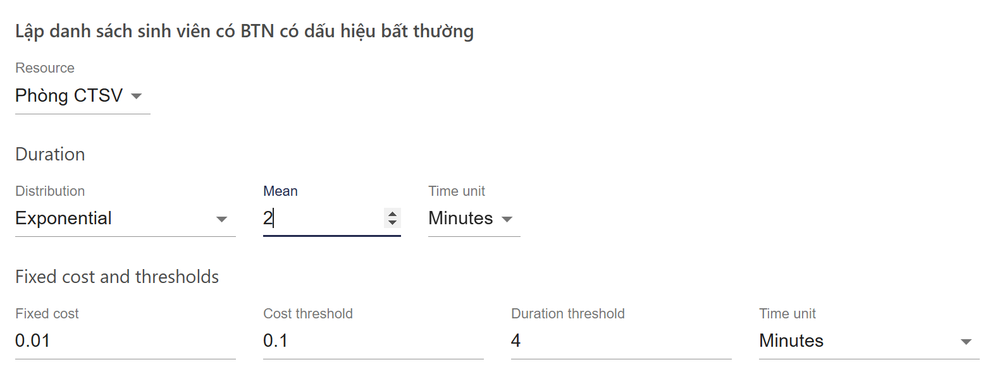 Lập danh sách sinh viên có BTN có dấu hiệu bất thường
Resource
Phòng CTSV
Duration
Distribution Mean Time unit
Exponential 2 Minutes
Fixed cost and thresholds
Fixed cost Cost threshold Duration threshold Time unit
0.01 0.1 4 Minutes